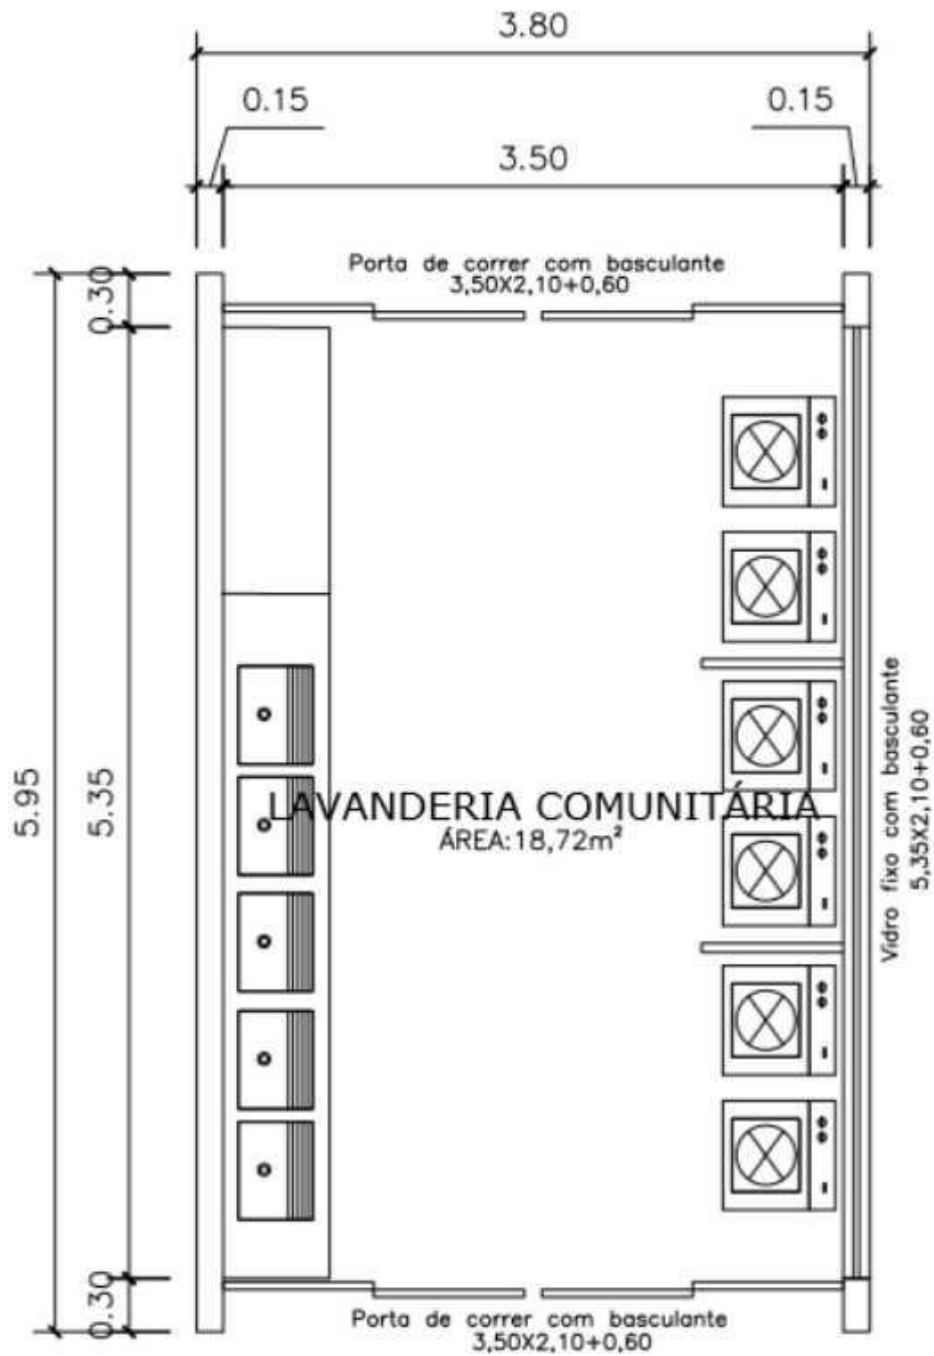 3.80
0.15
0.15
3.50
Porta de correr com basculante
3,50X2,10+0,60
0.30
5.95
5.35
LAVANDERIA COMUNITÁRIA
ÁREA:18,72m²
Vidro fixo com basculante
5,35X2,10+0,60
0.30
Porta de correr com basculante
3,50X2,10+0,60